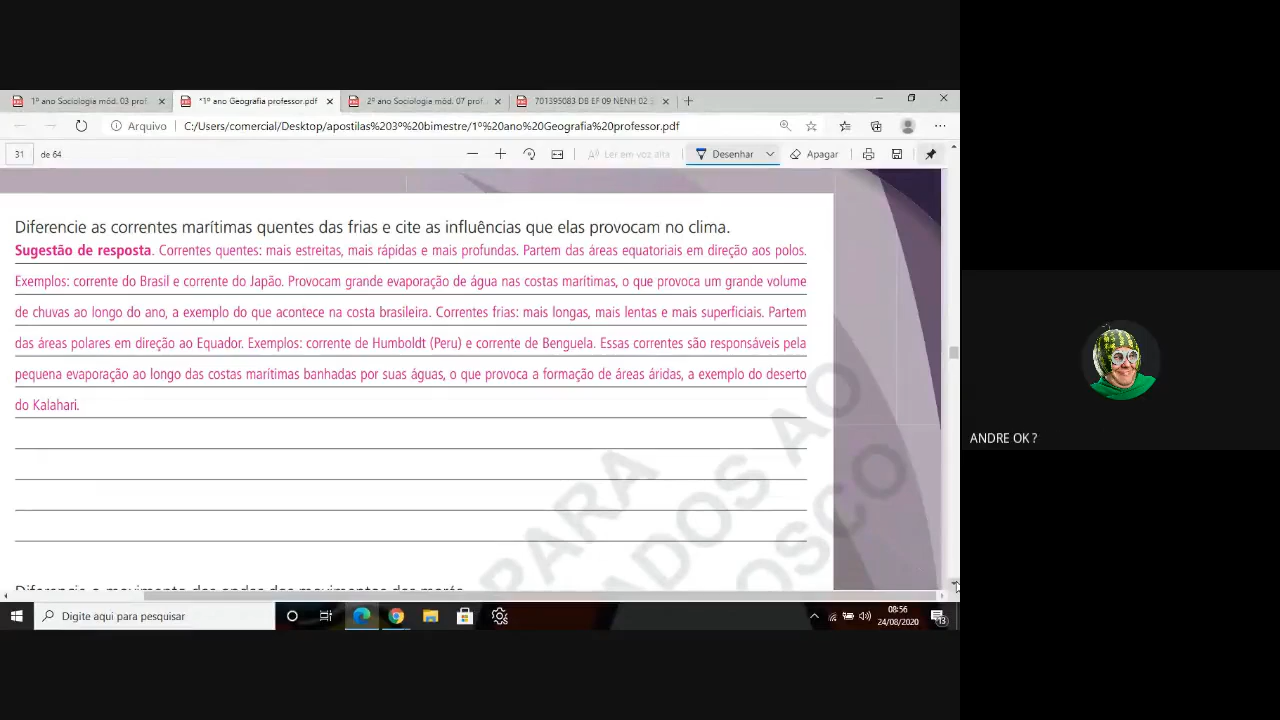 1º ano Sociologia mód. 03 prof.
*1º ano Geografia professor.pdf
2º ano Sociologia mód. 07 prof.
701395083 DB EF 09 NENH 02
Arquivo
C:/Users/comercial/Desktop/apostilas%203º%20bimestre/1º%20ano%20Geografia%20professor.pdf
31 de 64
Ler em voz alta
Desenhar
Apagar
Diferencie as correntes marítimas quentes das frias e cite as influências que elas provocam no clima.
Sugestão de resposta. Correntes quentes: mais estreitas, mais rápidas e mais profundas. Partem das áreas equatoriais em direção aos polos.
Exemplos: corrente do Brasil e corrente do Japão. Provocam grande evaporação de água nas costas marítimas, o que provoca um grande volume
de chuvas ao longo do ano, a exemplo do que acontece na costa brasileira. Correntes frias: mais longas, mais lentas e mais superficiais. Partem
das áreas polares em direção ao Equador. Exemplos: corrente de Humboldt (Peru) e corrente de Benguela. Essas correntes são responsáveis pela
pequena evaporação ao longo das costas marítimas banhadas por suas águas, o que provoca a formação de áreas áridas, a exemplo do deserto
do Kalahari.
PARA
ADOS AO
OSCO
ANDRE OK ?
Digite aqui para pesquisar
08:56
24/08/2020
13